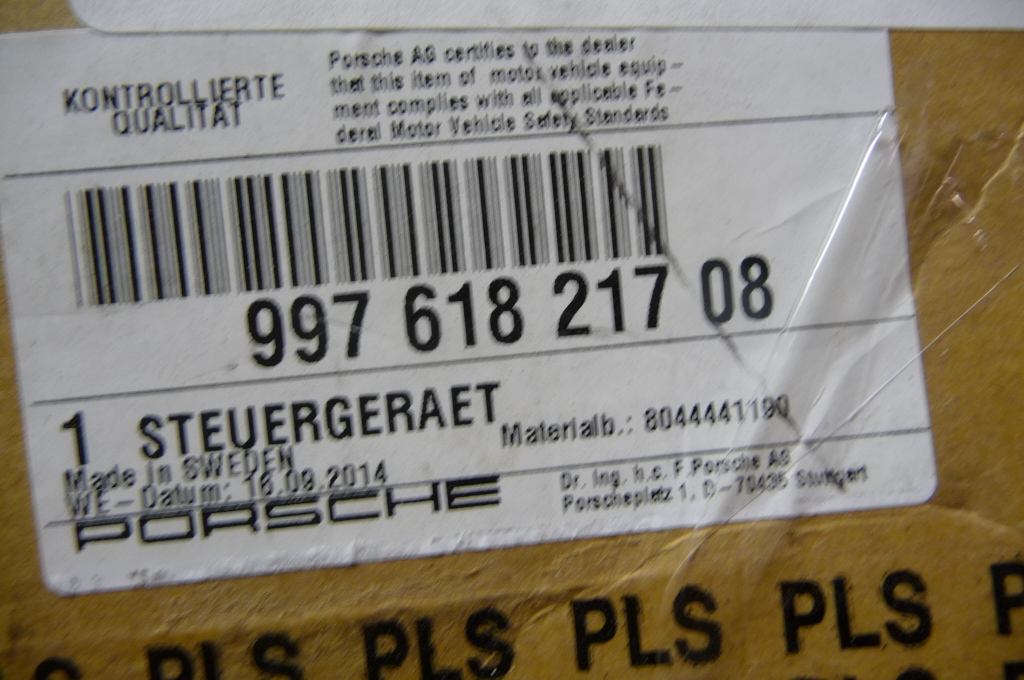 KONTROLLIERTE
QUALITÄT
Porsche AG certifies to the dealer
that this item of motor vehicle equip-
ment complies with all applicable Fe-
deral Motor Vehicle Safety Standards
997 618 217 08
1 STEUERGERAET
Materialb.: 8044441190
Made in SWEDEN
WE-Datum: 16.09.2014
PORSCHE
Dr. Ing. h.c. F. Porsche AG
Porscheplatz 1, D-70435 Stuttgart
PLS PLS PLS PLS